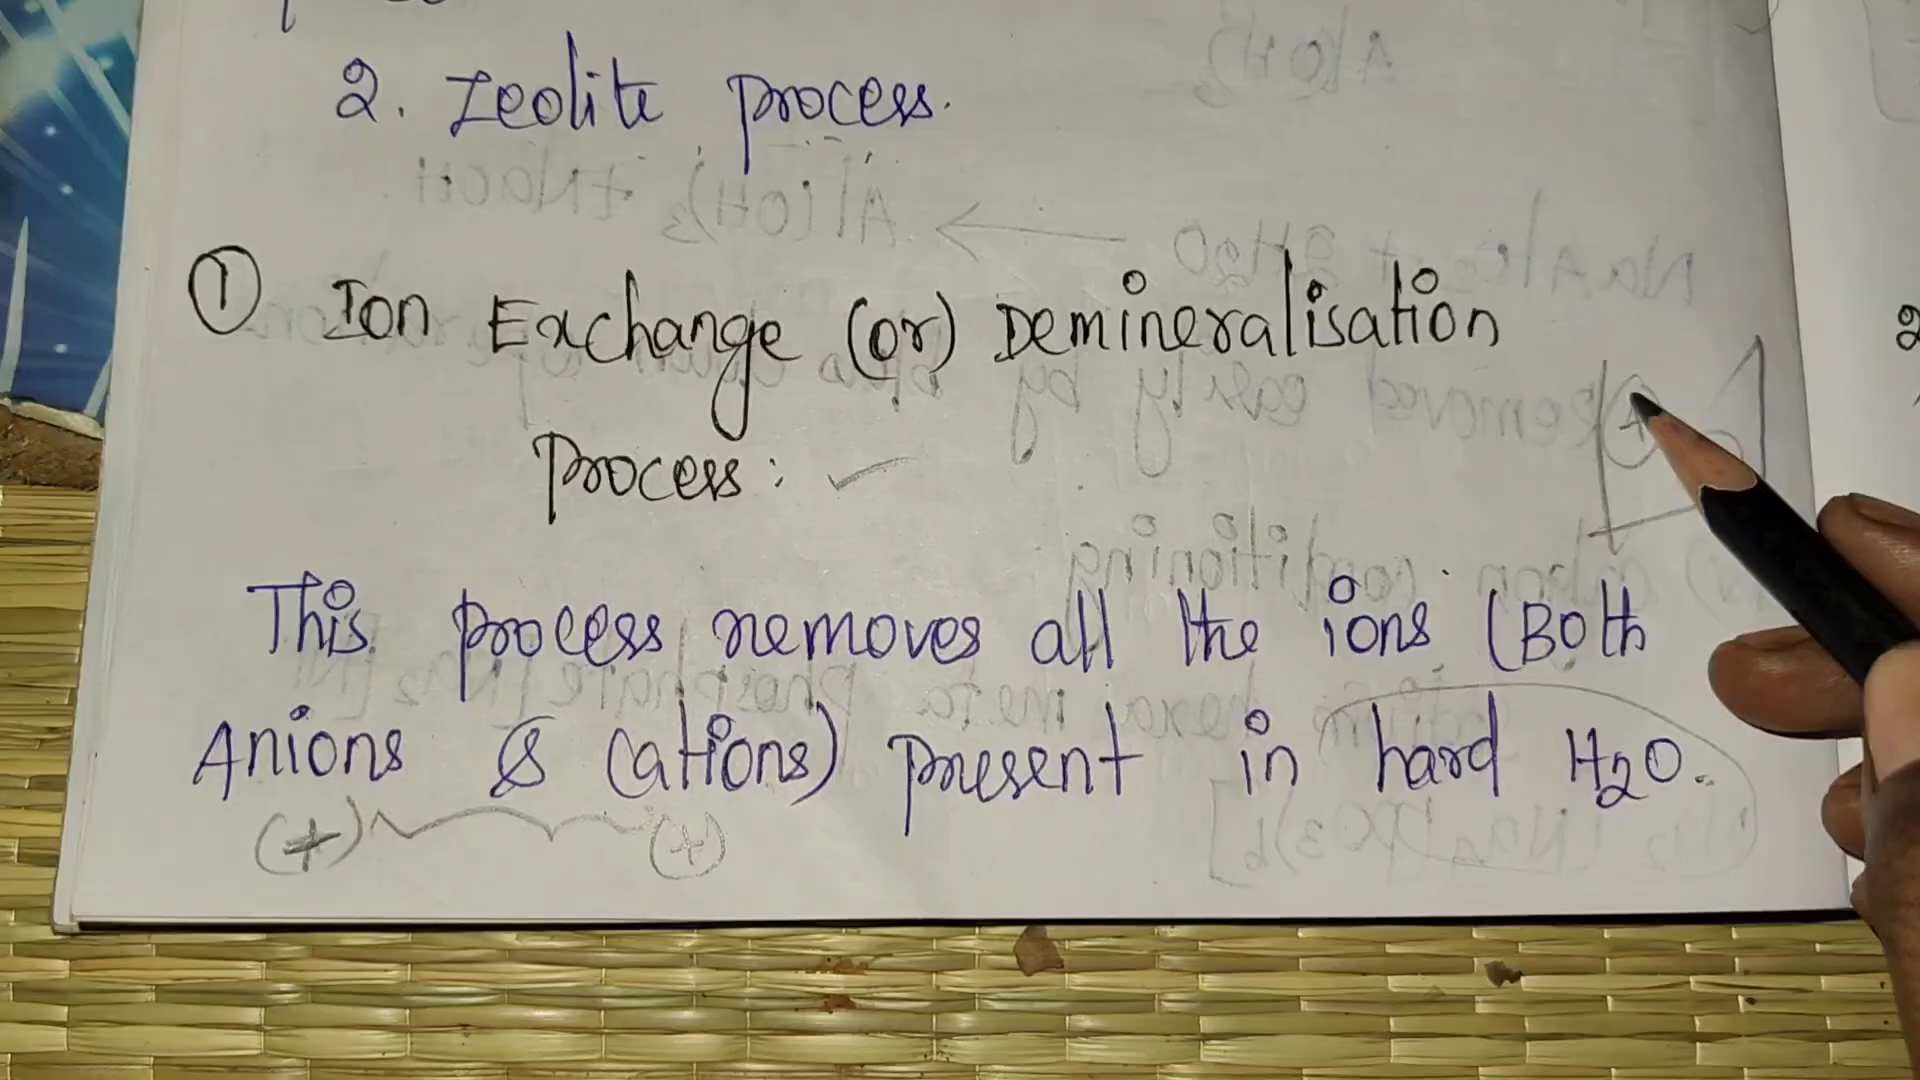 2. Zeolite process.
① Ion Exchange (or) Demineralisation
process: ✓
This process removes all the ions (Both
Anions & Cations) present in hard H2O.
(+) (+)